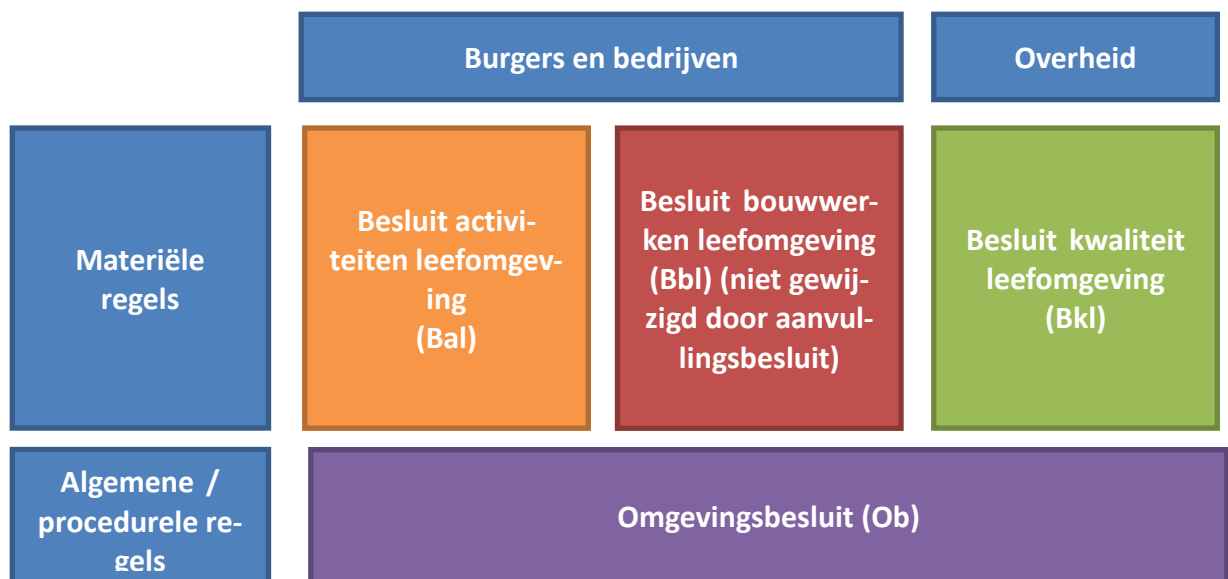 Burgers en bedrijven
Overheid
Materiële
regels
Besluit activi-
teiten leefomgev-
ing
(Bal)
Besluit bouwwer-
ken leefomgeving
(Bbl) (niet gewij-
zigd door aanvul-
lingsbesluit)
Besluit kwaliteit
leefomgeving
(Bkl)
Algemene /
procedurele re-
gels
Omgevingsbesluit (Ob)